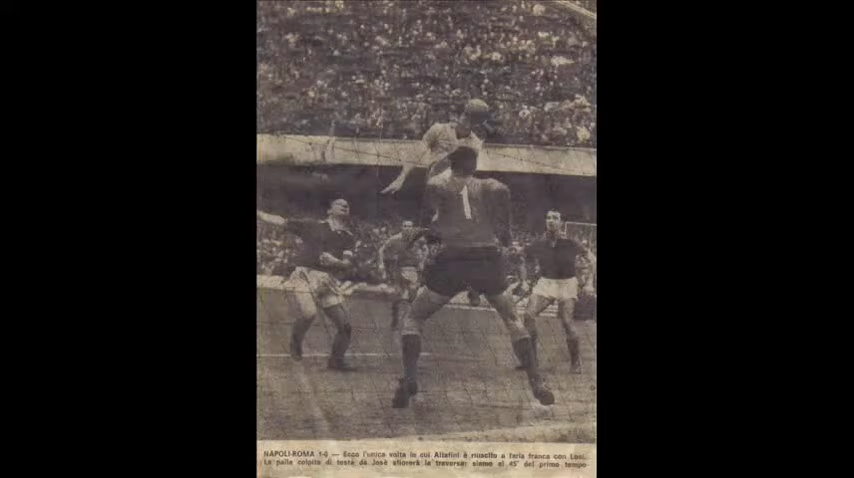 1
NAPOLI-ROMA 1-0 — Ecco l'unica volta in cui Altafini è riuscito a farla franca con Losi.
La palla colpita di testa da José sfiorerà la traversa: siamo al 45' del primo tempo